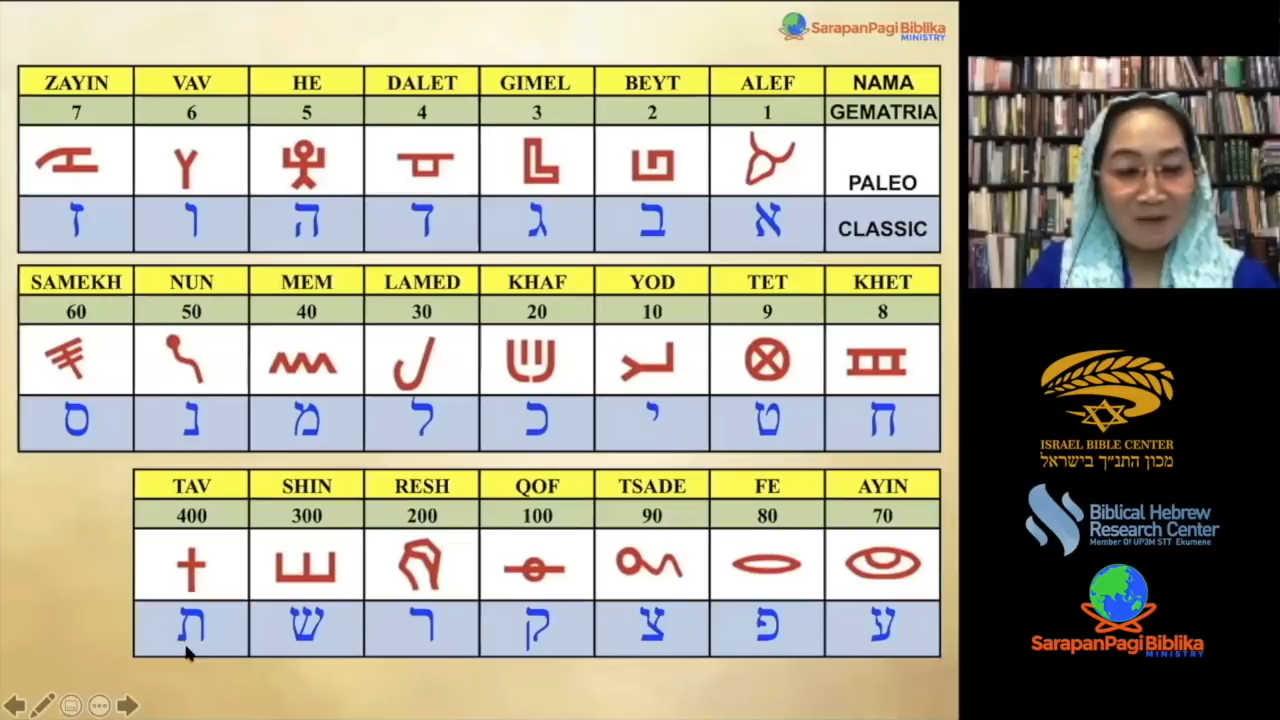 SarapanPagi Biblika
MINISTRY
ZAYIN VAV HE DALET GIMEL BEYT ALEF NAMA
7 6 5 4 3 2 1 GEMATRIA
PALEO
ז ו ה ד ג ב א CLASSIC
SAMEKH NUN MEM LAMED KHAF YOD TET KHET
60 50 40 30 20 10 9 8
ס נ מ ל כ י ט ח
TAV SHIN RESH QOF TSADE FE AYIN
400 300 200 100 90 80 70
ת ש ר ק צ פ ע
ISRAEL BIBLE CENTER
מכון התנ״ך בישראל
Biblical Hebrew
Research Center
Member Of UP3M STT Ekumene
SarapanPagi Biblika
MINISTRY